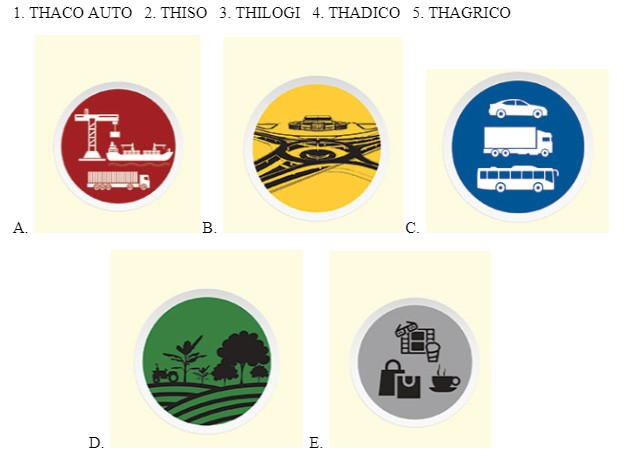 1. THACO AUTO 2. THISO 3. THILOGI 4. THADICO 5. THAGRICO
A. B. C.
D. E.